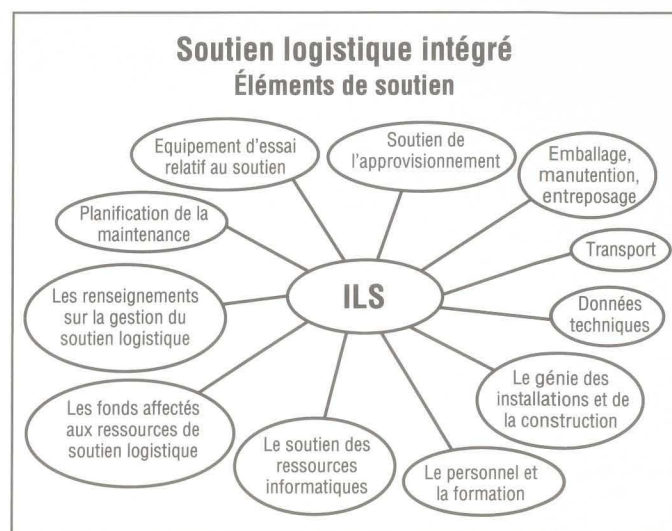 Soutien logistique intégré
Éléments de soutien
Equipement d'essai
relatif au soutien
Soutien de
l'approvisionnement
Emballage,
manutention,
entreposage
Planification de la
maintenance
Transport
ILS
Les renseignements
sur la gestion du
soutien logistique
Données
techniques
Le génie des
installations et de
la construction
Les fonds affectés
aux ressources de
soutien logistique
Le soutien des
ressources
informatiques
Le personnel et
la formation